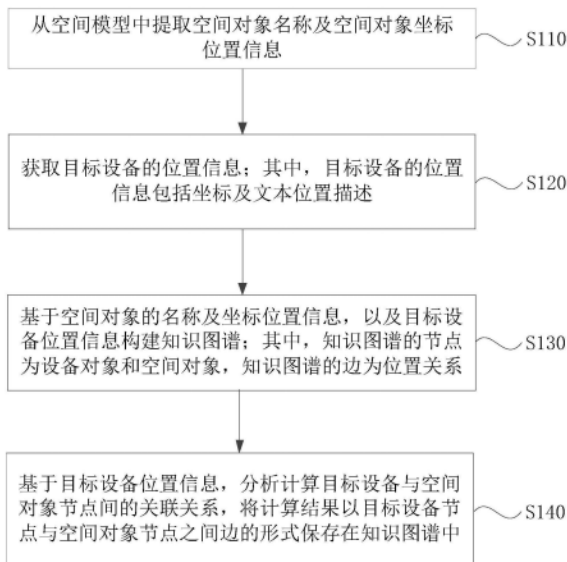 从空间模型中提取空间对象名称及空间对象坐标
位置信息
S110
获取目标设备的位置信息；其中，目标设备的位置
信息包括坐标及文本位置描述
S120
基于空间对象的名称及坐标位置信息，以及目标设
备位置信息构建知识图谱；其中，知识图谱的节点
为设备对象和空间对象，知识图谱的边为位置关系
S130
基于目标设备位置信息，分析计算目标设备与空间
对象节点间的关联关系，将计算结果以目标设备节
点与空间对象节点之间边的形式保存在知识图谱中
S140